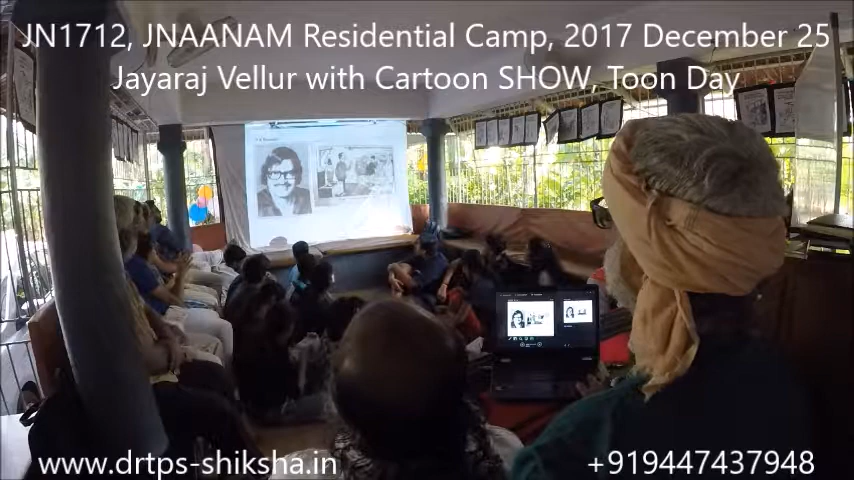 JN1712, JNAANAM Residential Camp, 2017 December 25
Jayaraj Vellur with Cartoon SHOW, Toon Day
www.drtps-shiksha.in
+919447437948